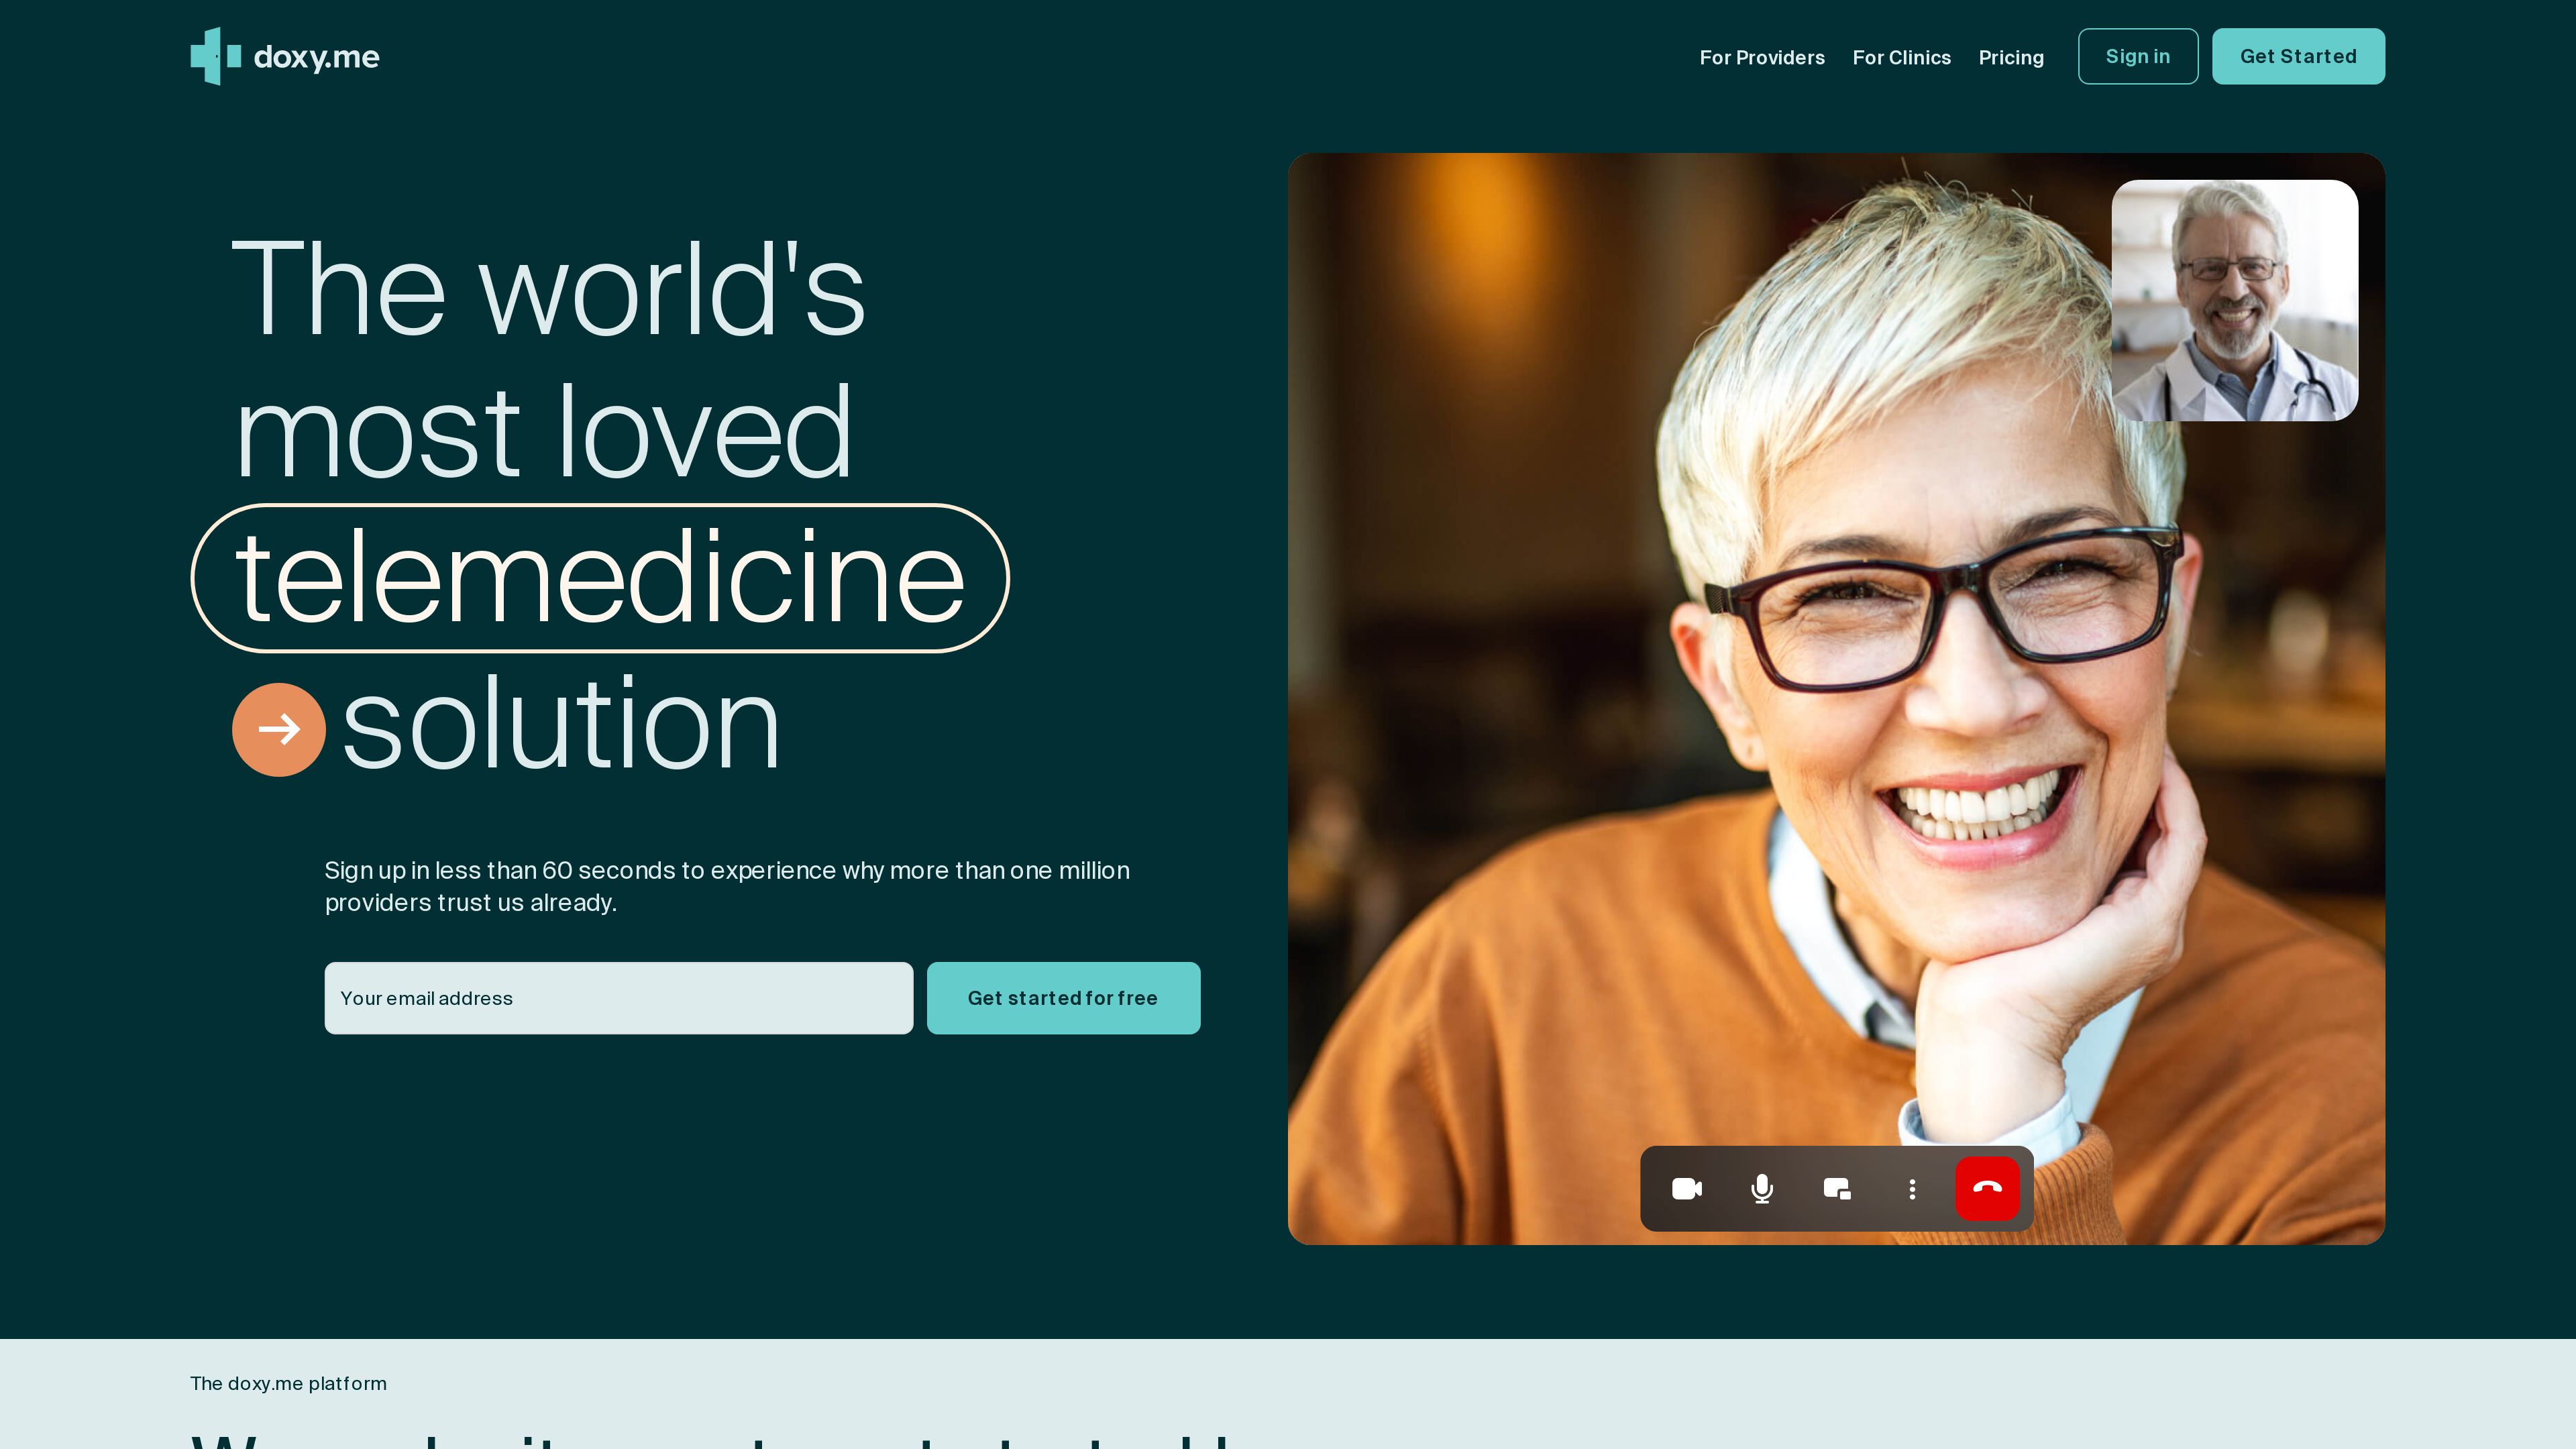 doxy.me
For Providers
For Clinics
Pricing
Sign in
Get Started
The world's
most loved
telemedicine
solution
Sign up in less than 60 seconds to experience why more than one million
providers trust us already.
Your email address
Get started for free
The doxy.me platform